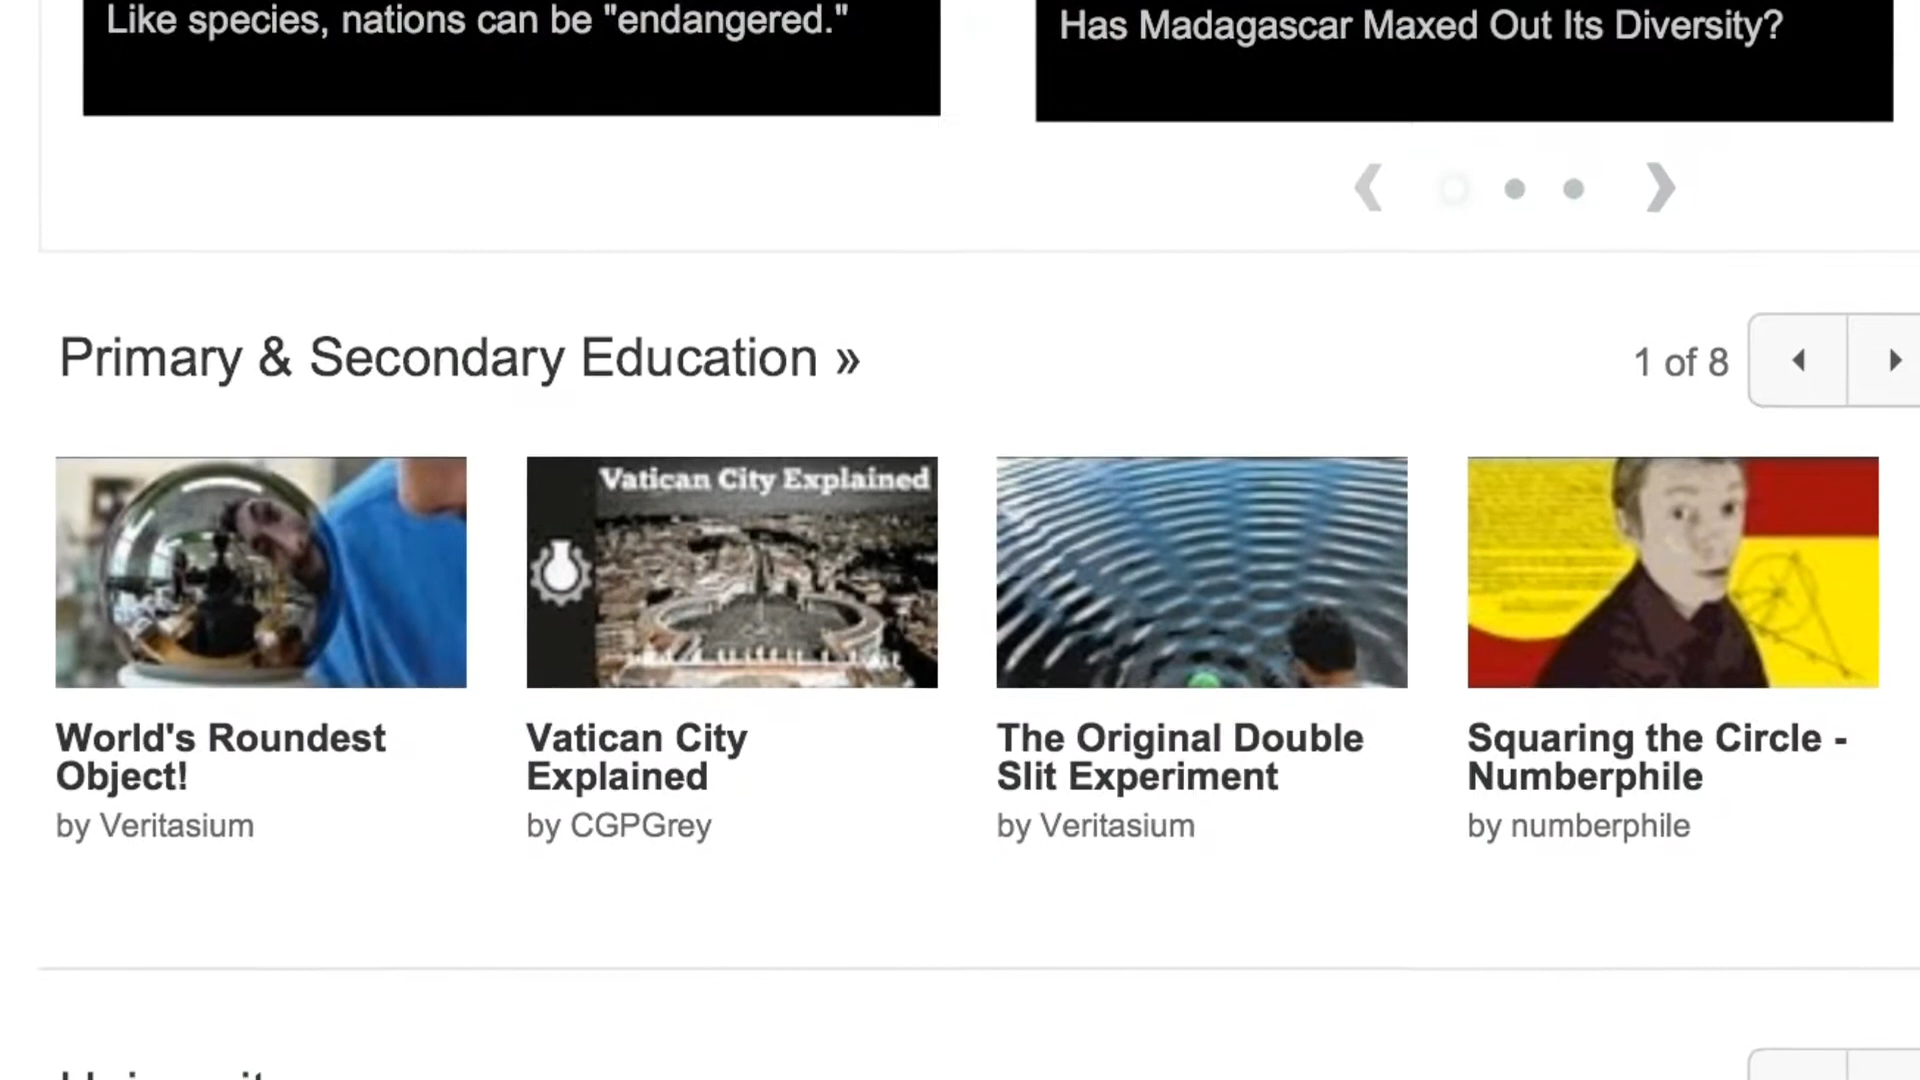 Like species, nations can be "endangered."
Has Madagascar Maxed Out Its Diversity?
Primary & Secondary Education »
1 of 8
Vatican City Explained
World's Roundest
Object!
by Veritasium
Vatican City
Explained
by CGPGrey
The Original Double
Slit Experiment
by Veritasium
Squaring the Circle -
Numberphile
by numberphile